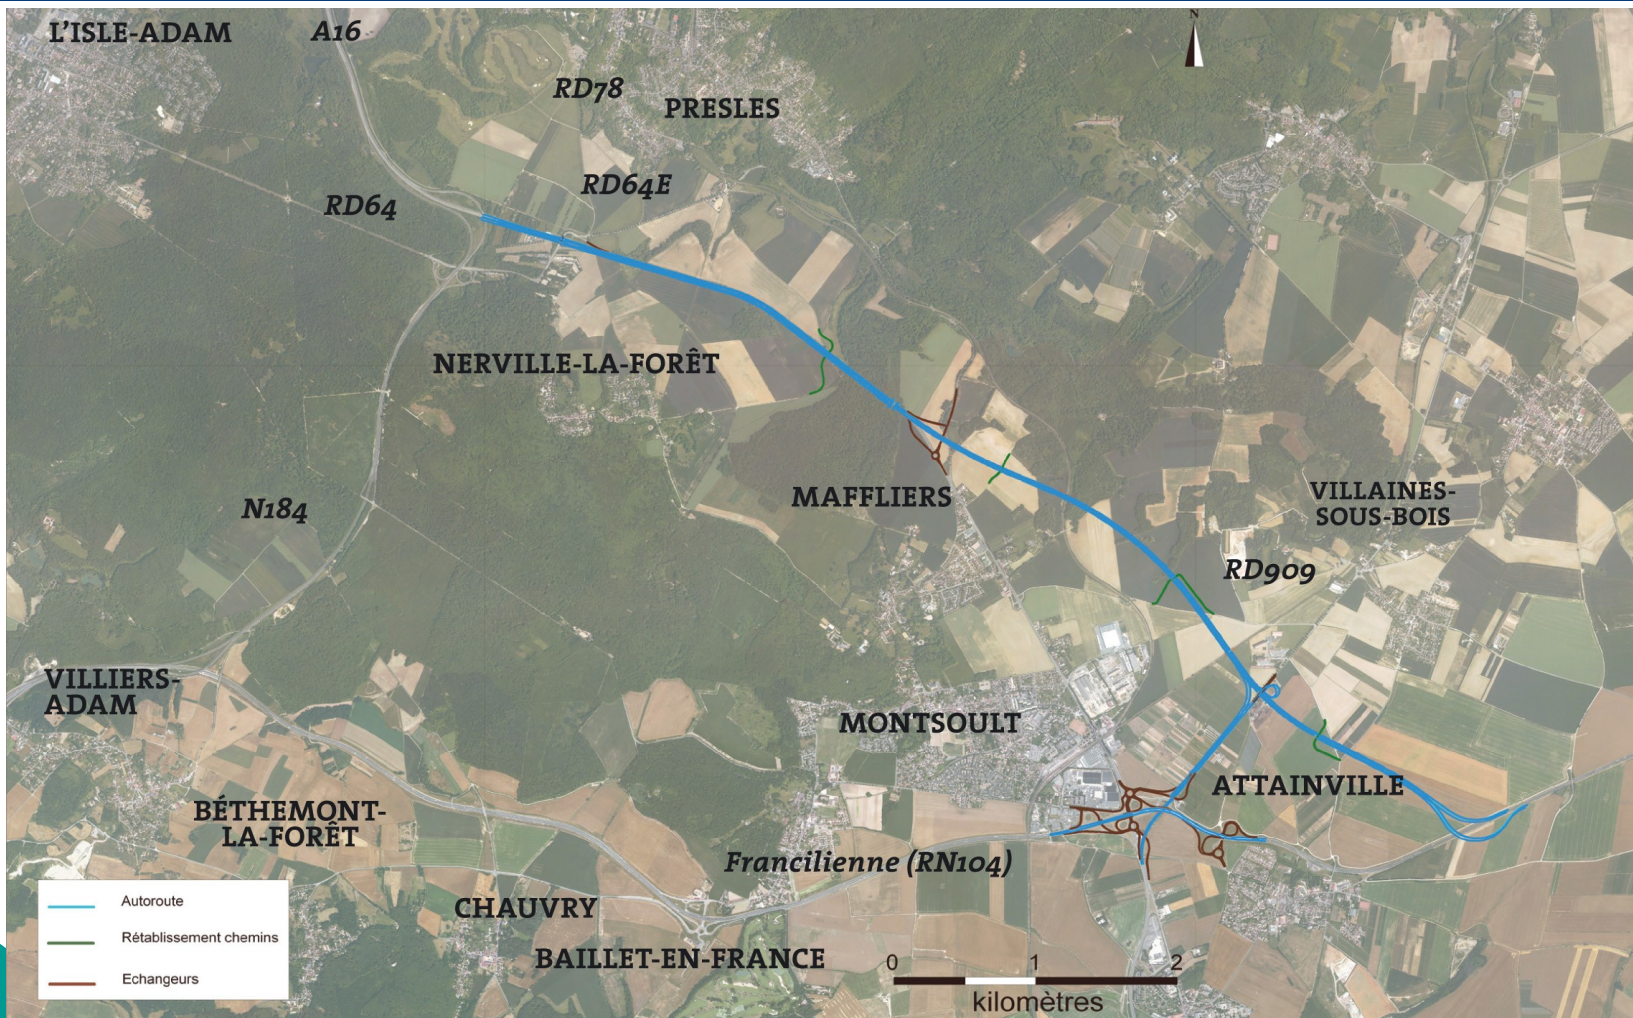 L'ISLE-ADAM
A16
N
RD78
PRESLES
RD64E
RD64
NERVILLE-LA-FORÊT
MAFFLIERS
VILLAINES-
SOUS-BOIS
N184
RD909
VILLIERS-
ADAM
MONTSOULT
ATTAINVILLE
BÉTHEMONT-
LA-FORÊT
Francilienne (RN104)
CHAUVRY
BAILLET-EN-FRANCE
Autoroute
Rétablissement chemins
Echangeurs
0 1 2
kilomètres